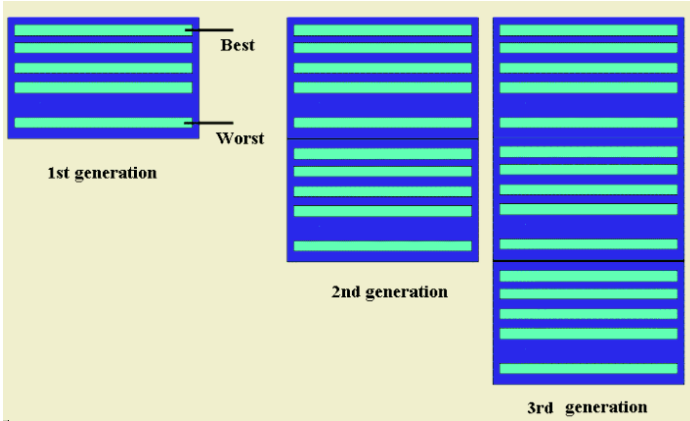 Best
Worst
1st generation
2nd generation
3rd generation